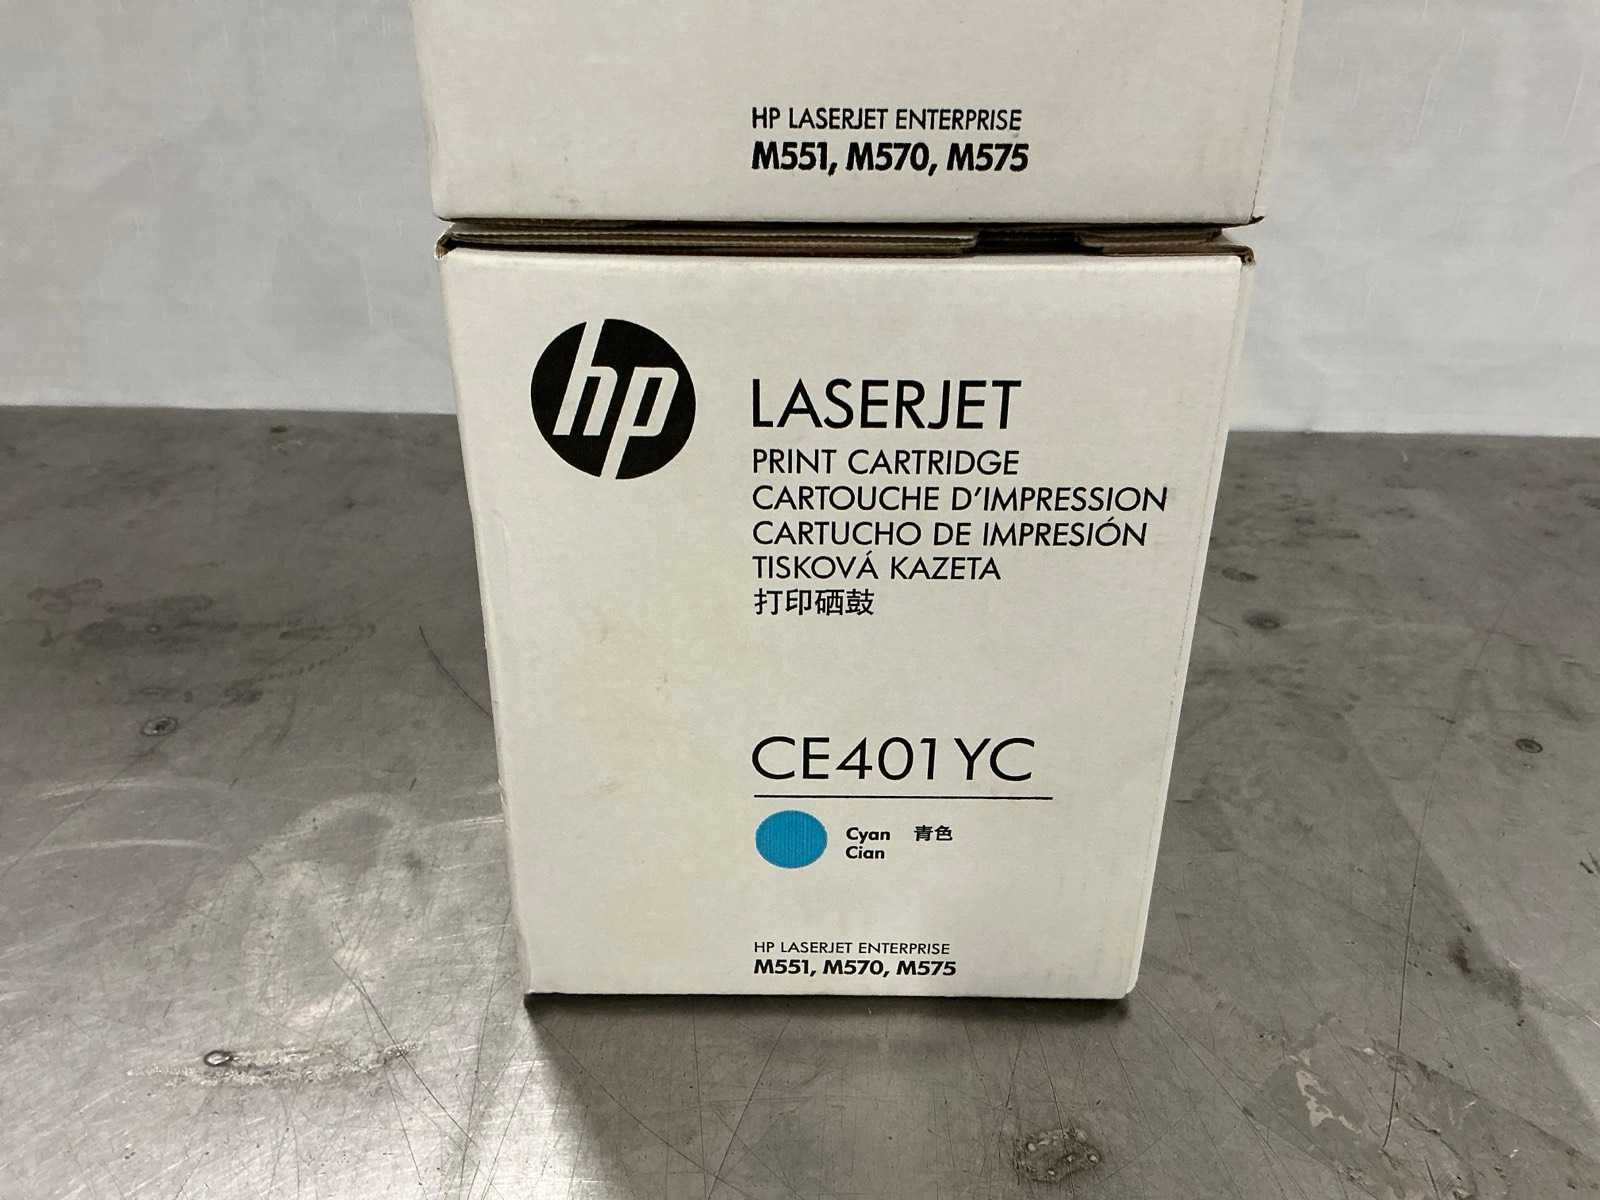 HP LASERJET ENTERPRISE
M551, M570, M575
hp
LASERJET
PRINT CARTRIDGE
CARTOUCHE D'IMPRESSION
CARTUCHO DE IMPRESIÓN
TISKOVÁ KAZETA
打印硒鼓
CE401YC
Cyan 青色
Cian
HP LASERJET ENTERPRISE
M551, M570, M575